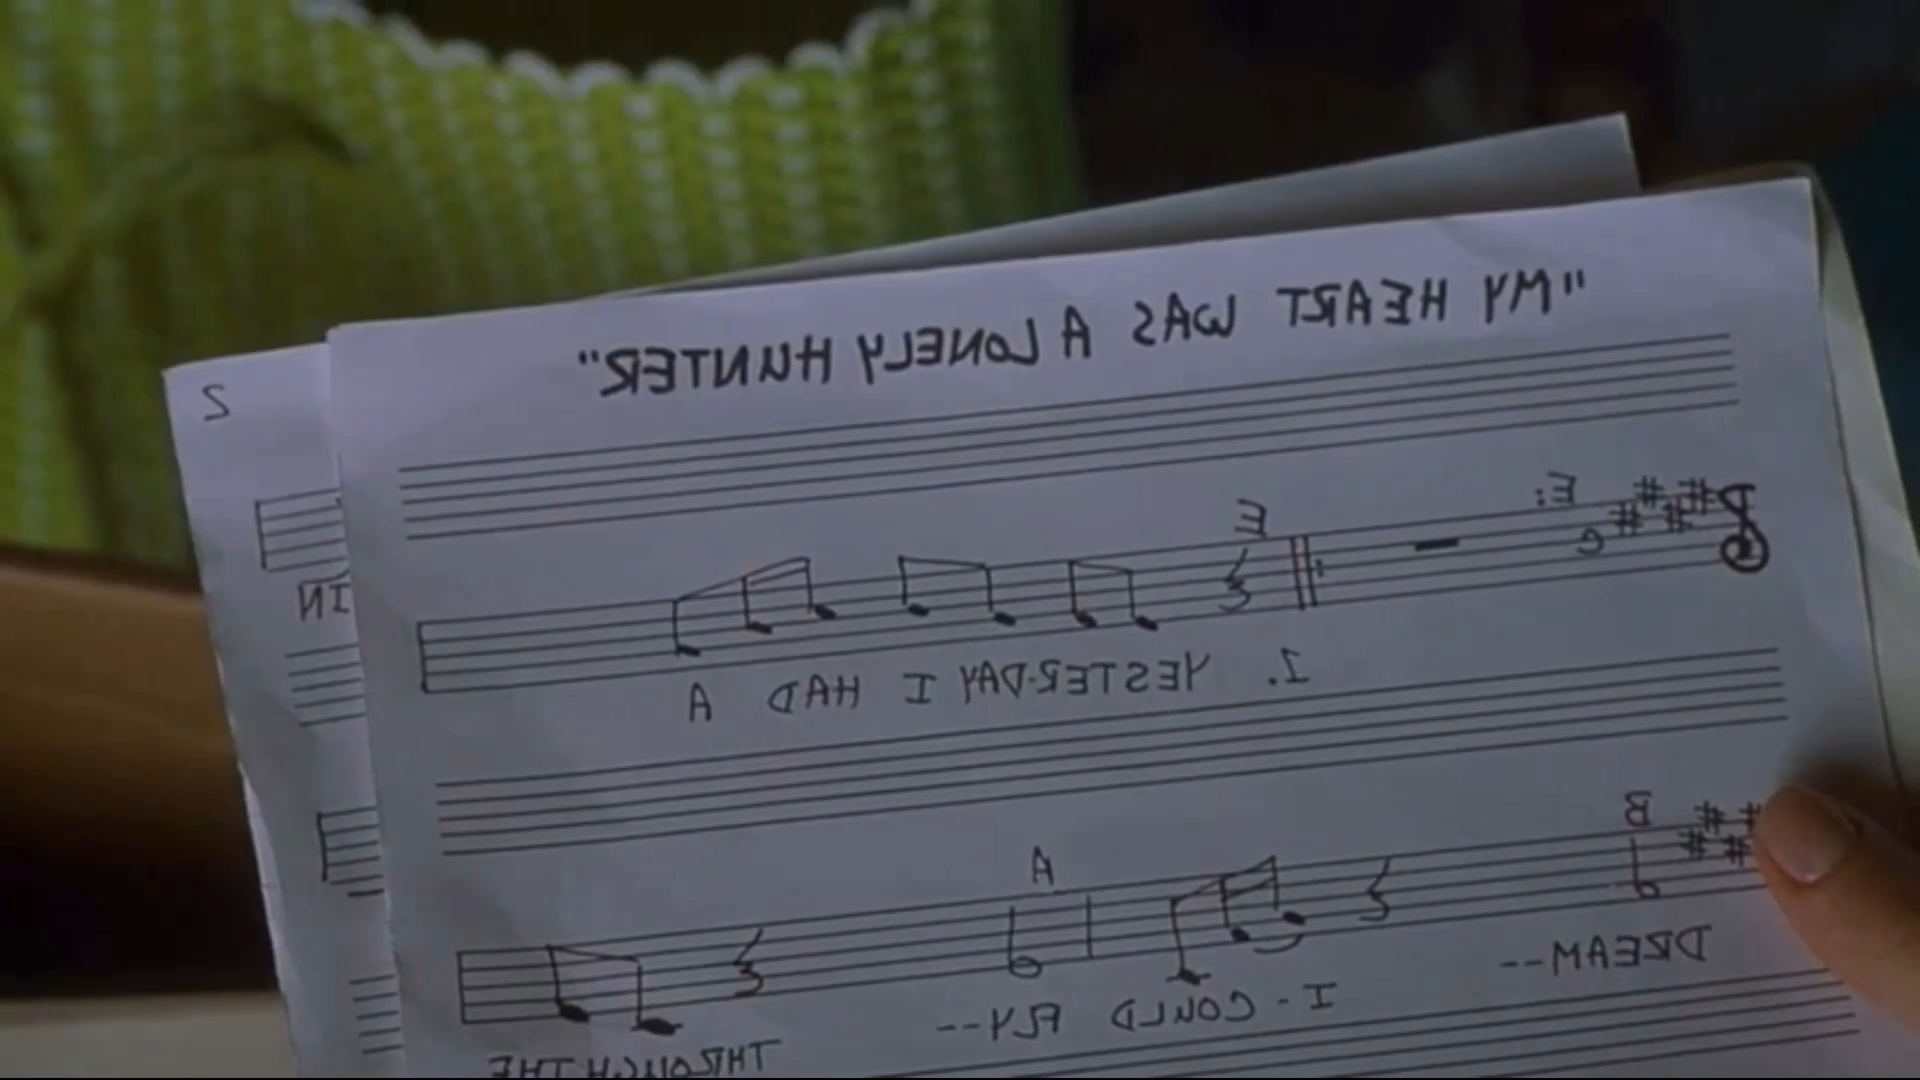 "MY HEART WAS A LONELY HUNTER"
E: E
1. YESTER-DAY I HAD A
B A
DREAM-- I - COULD FLY--
THROUGH THE
2
IN